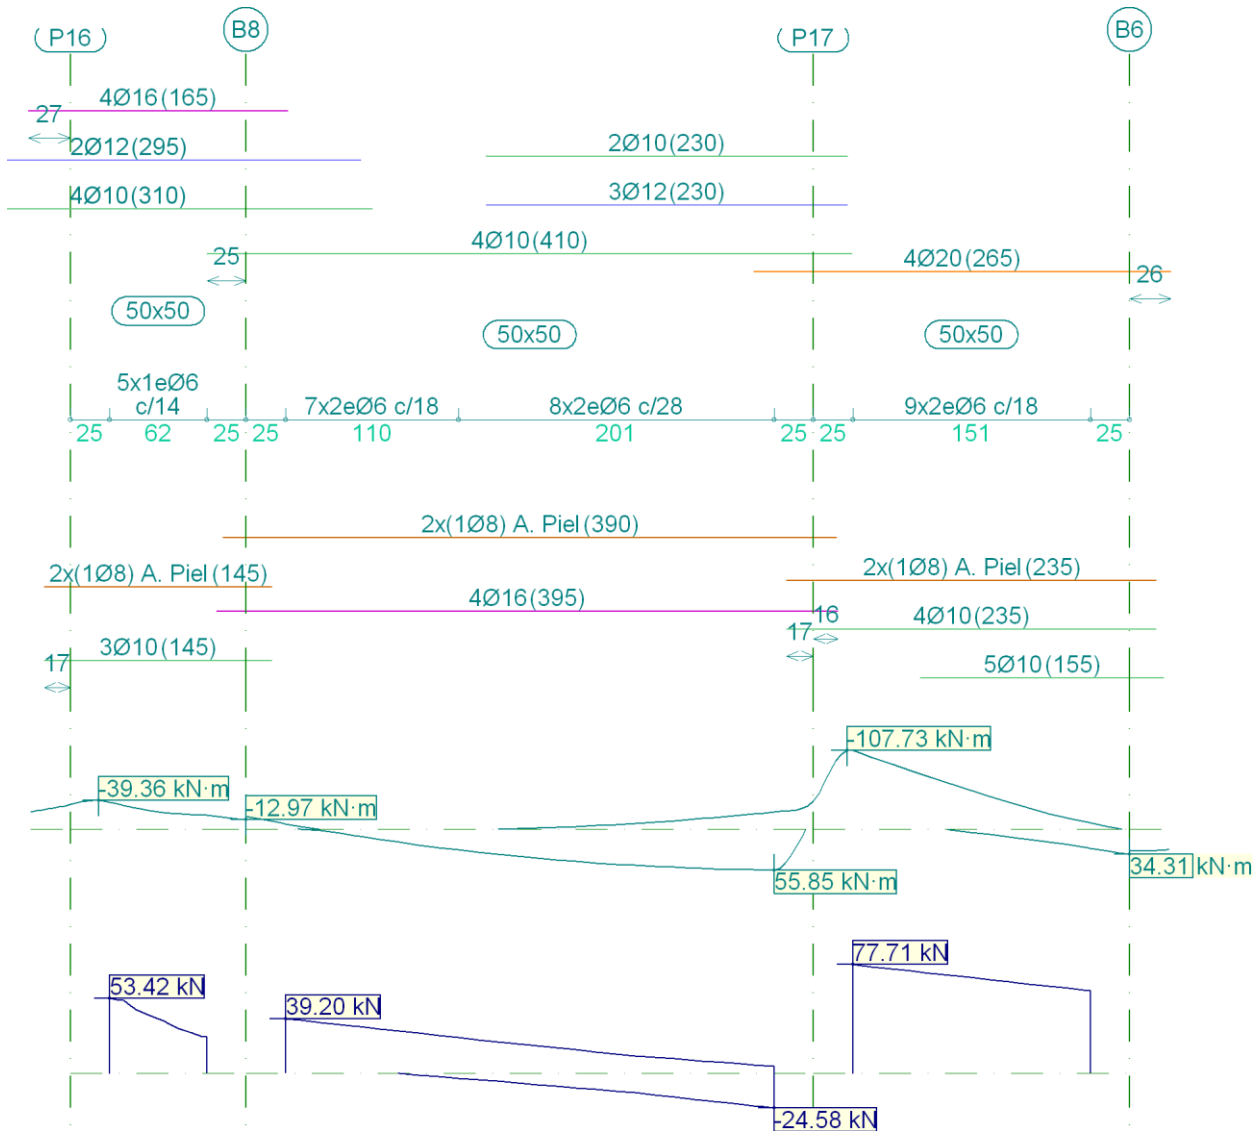 P16
B8
P17
B6
4Ø16(165)
27
2Ø12(295)
2Ø10(230)
4Ø10(310)
3Ø12(230)
4Ø10(410)
25
4Ø20(265)
26
50x50
50x50
50x50
5x1eØ6
c/14
7x2eØ6 c/18
8x2eØ6 c/28
9x2eØ6 c/18
25
62
25
25
110
201
25
25
151
25
2x(1Ø8) A. Piel(390)
2x(1Ø8) A. Piel(145)
2x(1Ø8) A. Piel(235)
4Ø16(395)
16
4Ø10(235)
17
3Ø10(145)
17
5Ø10(155)
-107.73 kN·m
-39.36 kN·m
-12.97 kN·m
55.85 kN·m
34.31 kN·m
77.71 kN
53.42 kN
39.20 kN
-24.58 kN